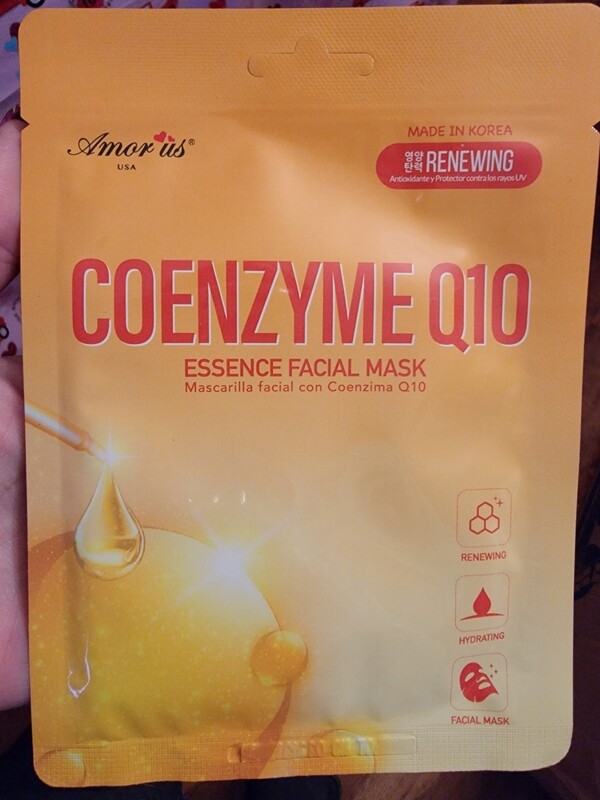 Amor üs®
USA
MADE IN KOREA
영양
탄력
RENEWING
Antioxidante y Protector contra los rayos UV
COENZYME Q10
ESSENCE FACIAL MASK
Mascarilla facial con Coenzima Q10
RENEWING
HYDRATING
FACIAL MASK